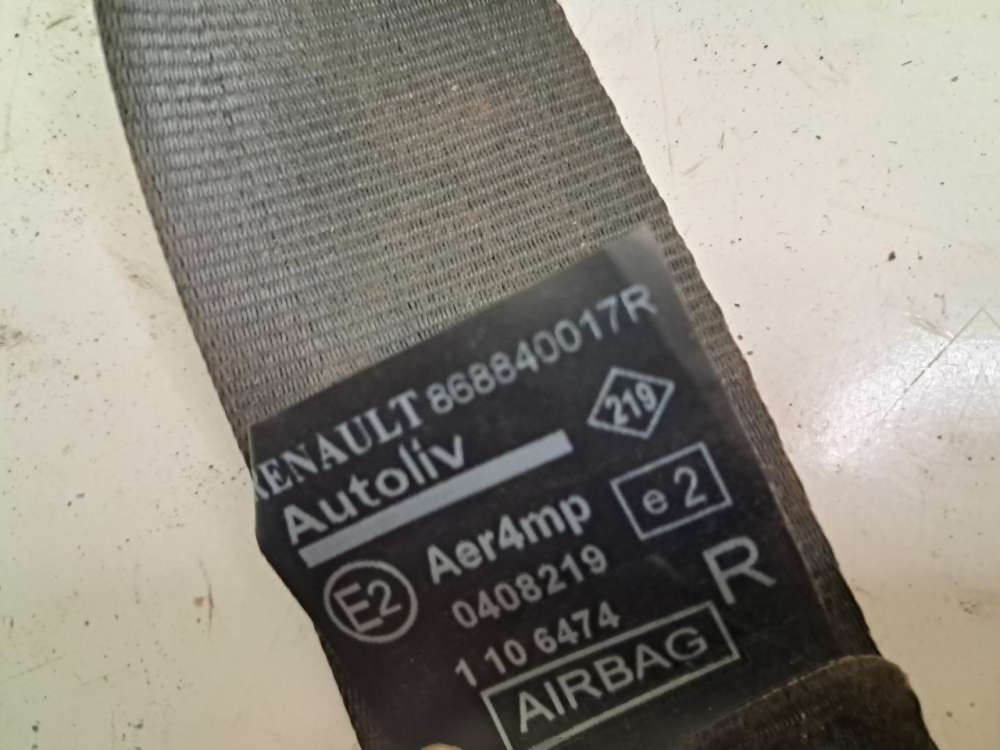 RENAULT 868840017R
Autoliv
219
Aer4mp
e 2
E2
0408219
R
1 10 6474
AIRBAG